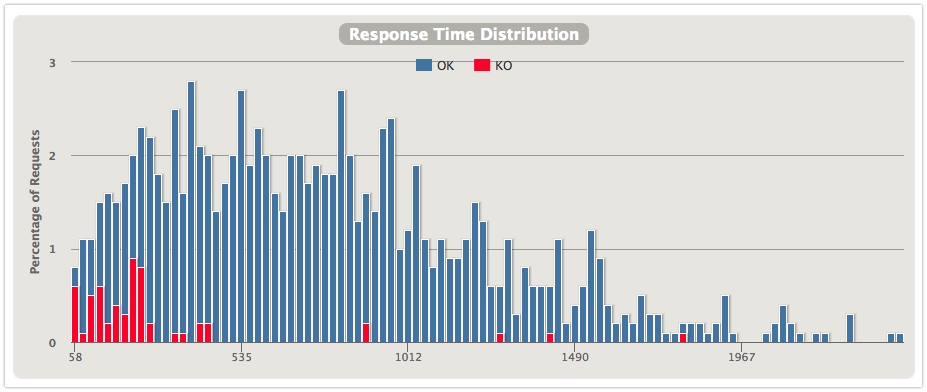 Response Time Distribution
OK KO
Percentage of Requests
3
2
1
0
58 535 1012 1490 1967